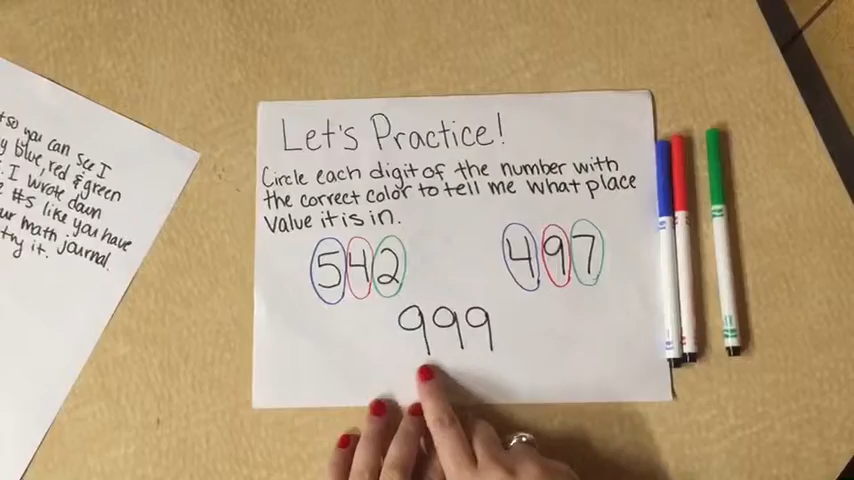 so you can see I
blue, red & green
I wrote down
#s like you have
math journal.
try it.
Let's Practice!
Circle each digit of the number with
the correct color to tell me what place
value it is in.
542 497
999